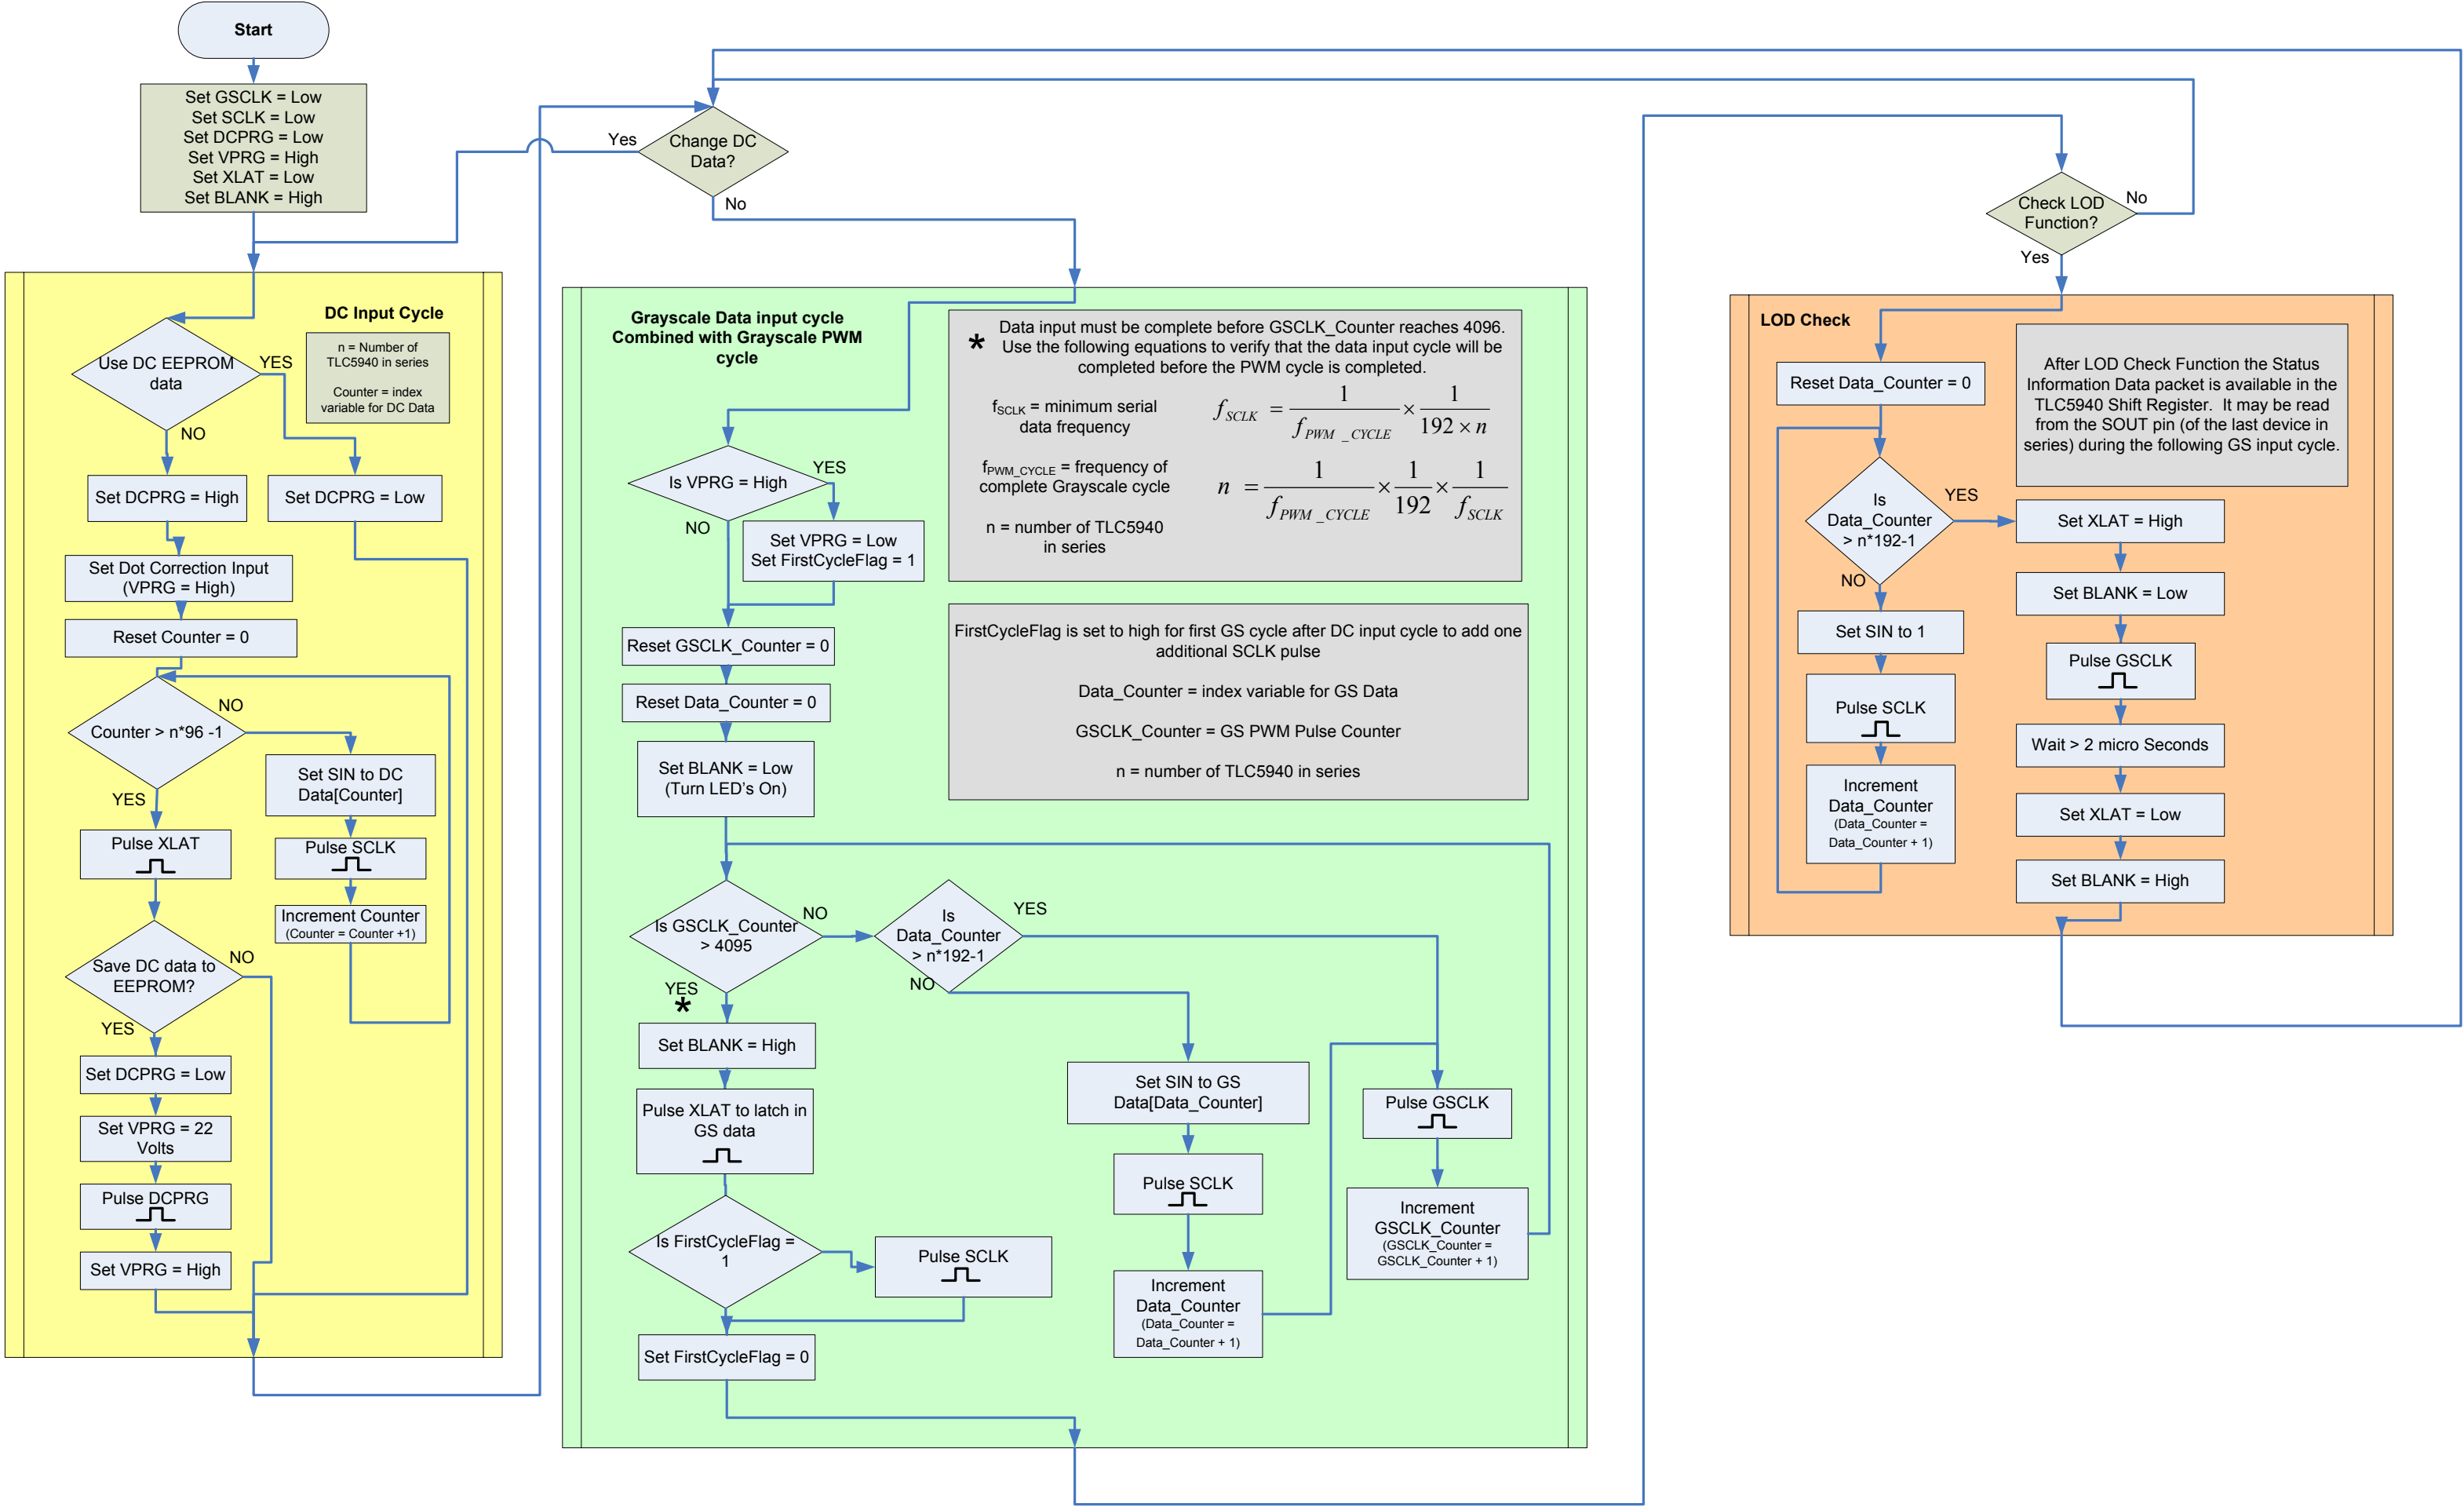 Start
Set GSCLK = Low
Set SCLK = Low
Set DCPRG = Low
Set VPRG = High
Set XLAT = Low
Set BLANK = High
Yes
Change DC
Data?
No
Check LOD
Function?
No
Yes
DC Input Cycle
n = Number of
TLC5940 in series
Counter = index
variable for DC Data
Use DC EEPROM
data
YES
NO
Set DCPRG = High
Set DCPRG = Low
Set Dot Correction Input
(VPRG = High)
Reset Counter = 0
NO
Counter > n*96 -1
YES
Set SIN to DC
Data[Counter]
Pulse XLAT
Pulse SCLK
Increment Counter
(Counter = Counter +1)
Save DC data to
EEPROM?
NO
YES
Set DCPRG = Low
Set VPRG = 22
Volts
Pulse DCPRG
Set VPRG = High
Grayscale Data input cycle
Combined with Grayscale PWM
cycle
* Data input must be complete before GSCLK_Counter reaches 4096.
Use the following equations to verify that the data input cycle will be
completed before the PWM cycle is completed.
fSCLK = minimum serial
data frequency
f SCLK = 1 / f PWM _ CYCLE × 1 / 192 × n
fPWM_CYCLE = frequency of
complete Grayscale cycle
n = 1 / f PWM _ CYCLE × 1 / 192 × 1 / f SCLK
n = number of TLC5940
in series
Is VPRG = High
YES
NO
Set VPRG = Low
Set FirstCycleFlag = 1
Reset GSCLK_Counter = 0
Reset Data_Counter = 0
Set BLANK = Low
(Turn LED's On)
FirstCycleFlag is set to high for first GS cycle after DC input cycle to add one
additional SCLK pulse
Data_Counter = index variable for GS Data
GSCLK_Counter = GS PWM Pulse Counter
n = number of TLC5940 in series
Is GSCLK_Counter
> 4095
NO
YES
*
Is
Data_Counter
> n*192-1
YES
NO
Set BLANK = High
Pulse XLAT to latch in
GS data
Is FirstCycleFlag =
1
Pulse SCLK
Set FirstCycleFlag = 0
Set SIN to GS
Data[Data_Counter]
Pulse SCLK
Increment
Data_Counter
(Data_Counter =
Data_Counter + 1)
Pulse GSCLK
Increment
GSCLK_Counter
(GSCLK_Counter =
GSCLK_Counter + 1)
LOD Check
Reset Data_Counter = 0
After LOD Check Function the Status
Information Data packet is available in the
TLC5940 Shift Register. It may be read
from the SOUT pin (of the last device in
series) during the following GS input cycle.
Is
Data_Counter
> n*192-1
YES
NO
Set SIN to 1
Pulse SCLK
Increment
Data_Counter
(Data_Counter =
Data_Counter + 1)
Set XLAT = High
Set BLANK = Low
Pulse GSCLK
Wait > 2 micro Seconds
Set XLAT = Low
Set BLANK = High